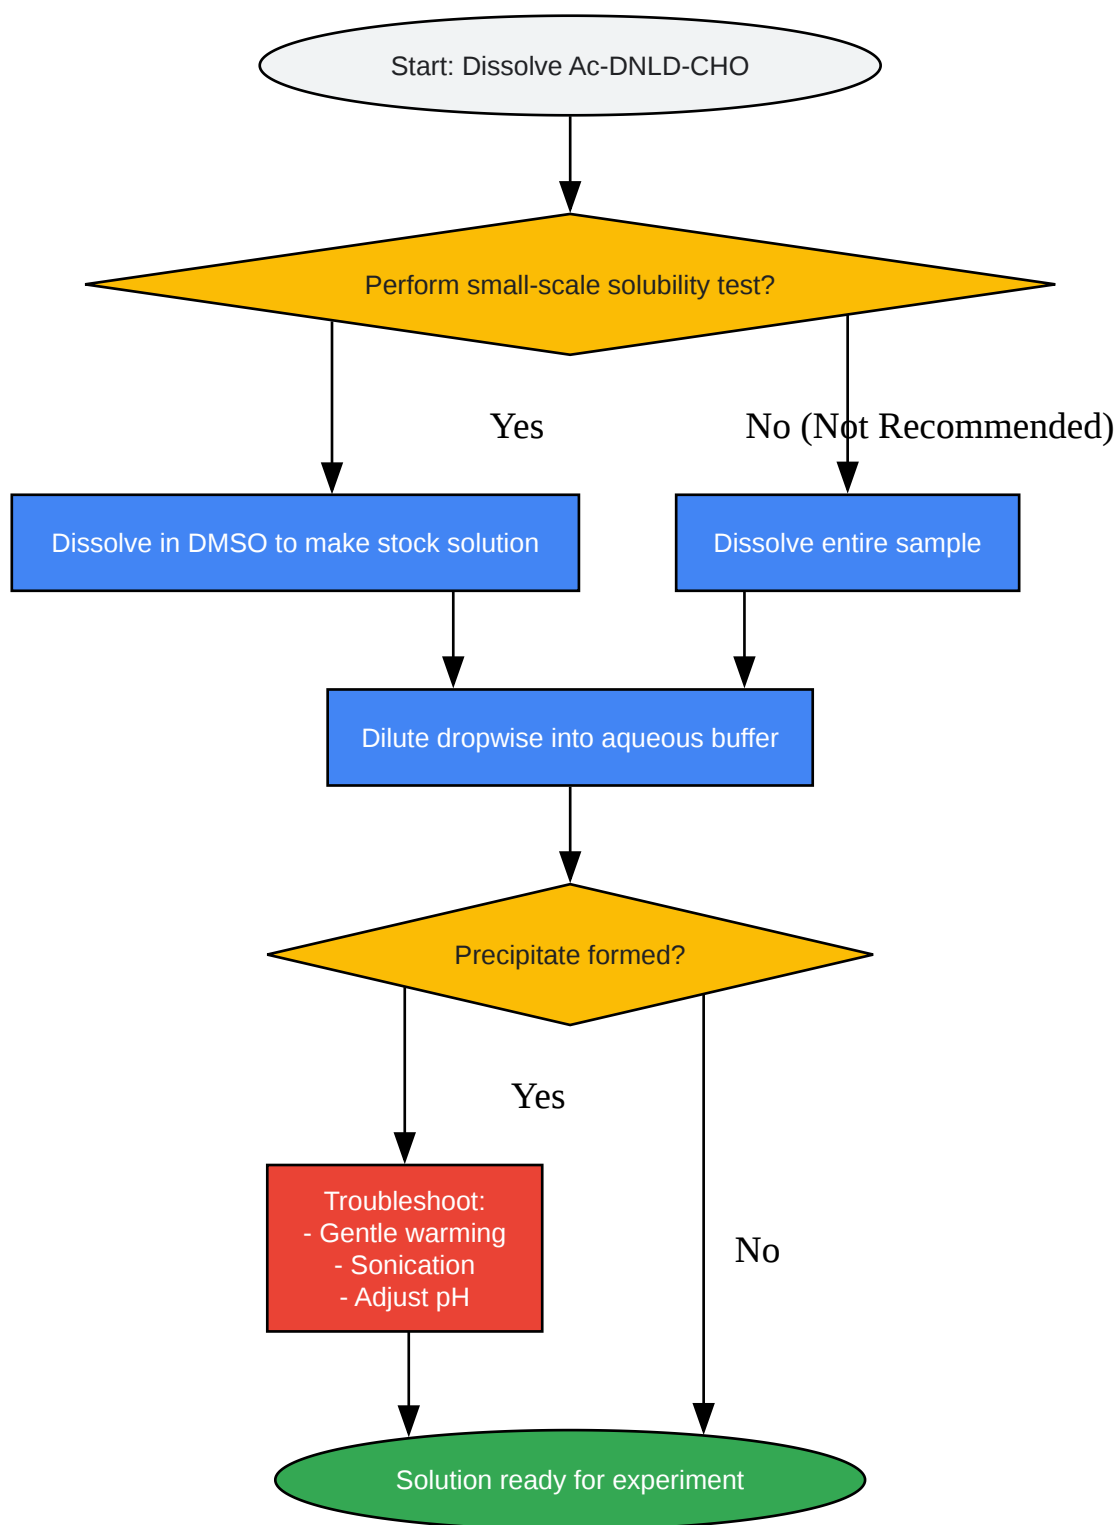 Start: Dissolve Ac-DNLD-CHO
Perform small-scale solubility test?
Yes
No (Not Recommended)
Dissolve in DMSO to make stock solution
Dissolve entire sample
Dilute dropwise into aqueous buffer
Precipitate formed?
Yes
Troubleshoot:
- Gentle warming
- Sonication
- Adjust pH
No
Solution ready for experiment